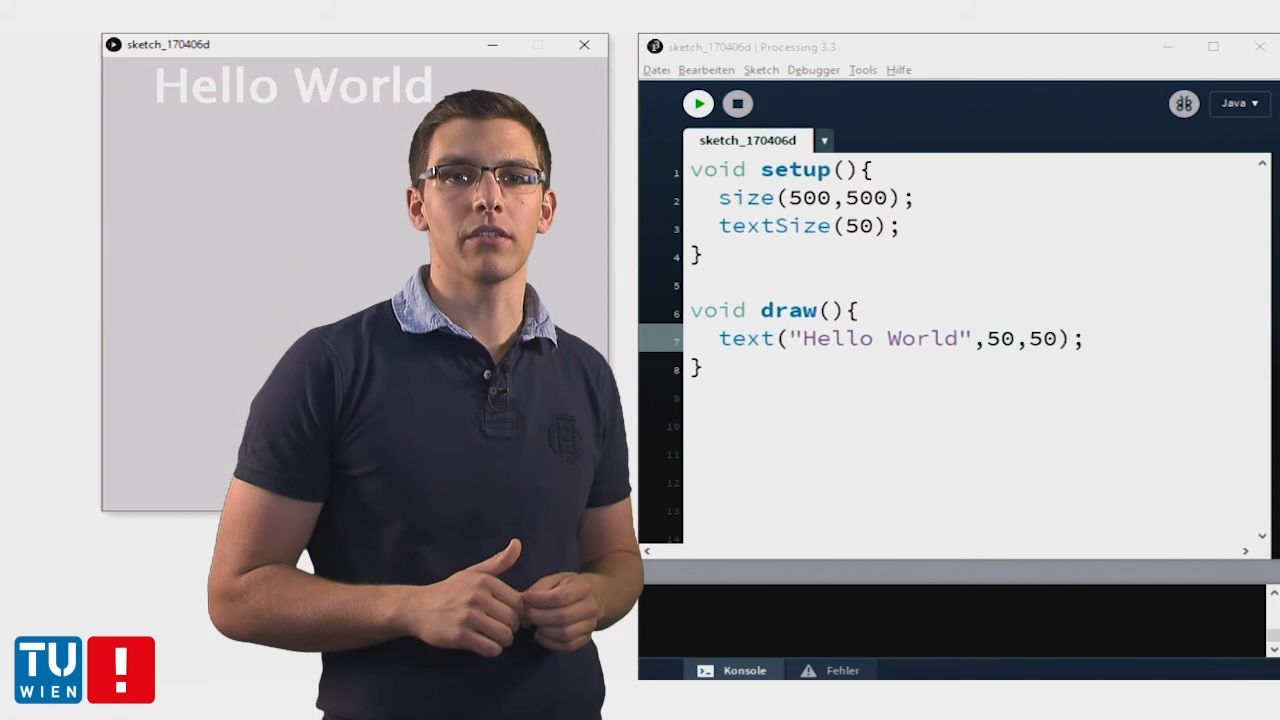 sketch_170406d
Hello World
sketch_170406d | Processing 3.3
Datei Bearbeiten Sketch Debugger Tools Hilfe
Java
sketch_170406d
1 void setup(){
2 size(500,500);
3 textSize(50);
4 }
5
6 void draw(){
7 text("Hello World",50,50);
8 }
9
10
11
12
13
14
Konsole Fehler
TU
WIEN
!